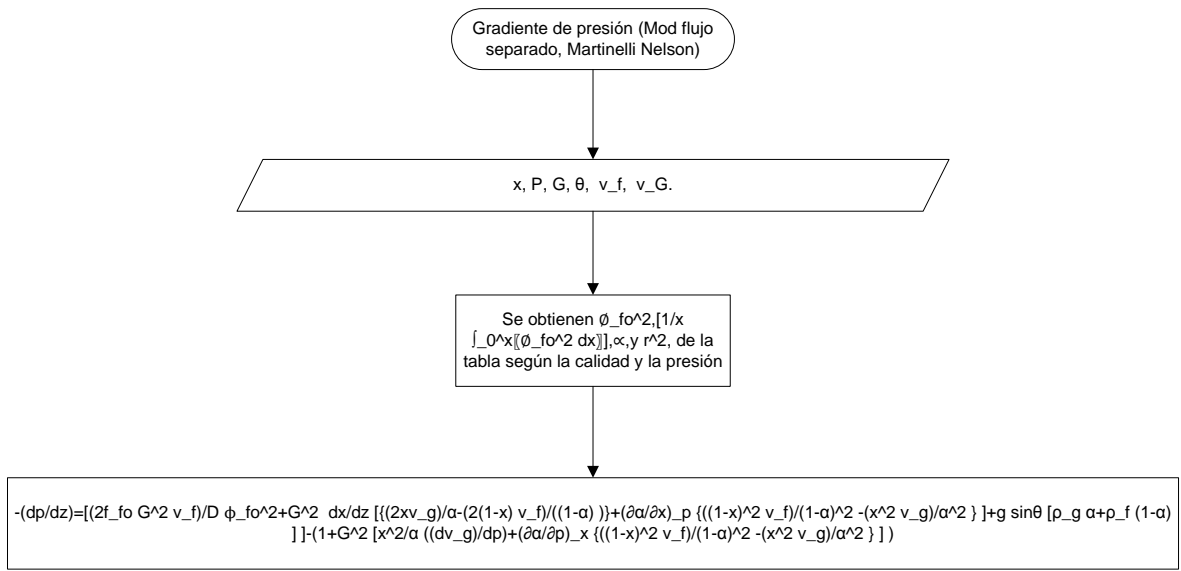 Gradiente de presión (Mod flujo
separado, Martinelli Nelson)
x, P, G, θ,  v_f,  v_G.
Se obtienen ∅_fo^2,[1/x
∫_0^x〖∅_fo^2 dx〗],∝,y r^2, de la
tabla según la calidad y la presión
-(dp/dz)=[(2f_fo G^2 v_f)/D ϕ_fo^2+G^2  dx/dz [{(2xv_g)/α-(2(1-x) v_f)/((1-α) )}+(∂α/∂x)_p {((1-x)^2 v_f)/(1-α)^2 -(x^2 v_g)/α^2 } ]+g sinθ [ρ_g α+ρ_f (1-α)
] ]-(1+G^2 [x^2/α ((dv_g)/dp)+(∂α/∂p)_x {((1-x)^2 v_f)/(1-α)^2 -(x^2 v_g)/α^2 } ] )